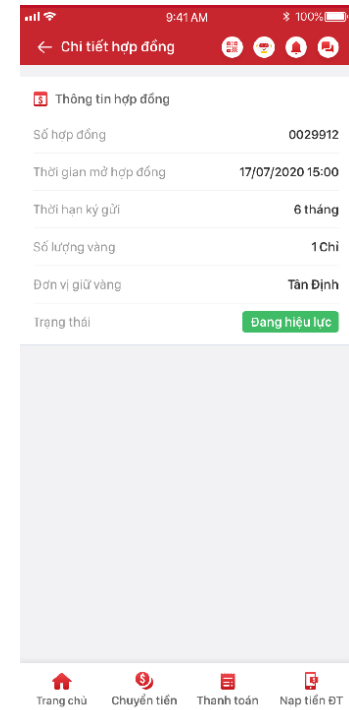 9:41 AM 100%
Chi tiết hợp đồng
Thông tin hợp đồng
Số hợp đồng 0029912
Thời gian mở hợp đồng 17/07/2020 15:00
Thời hạn ký gửi 6 tháng
Số lượng vàng 1 Chỉ
Đơn vị giữ vàng Tân Định
Trạng thái Đang hiệu lực
Trang chủ Chuyển tiền Thanh toán Nạp tiền ĐT